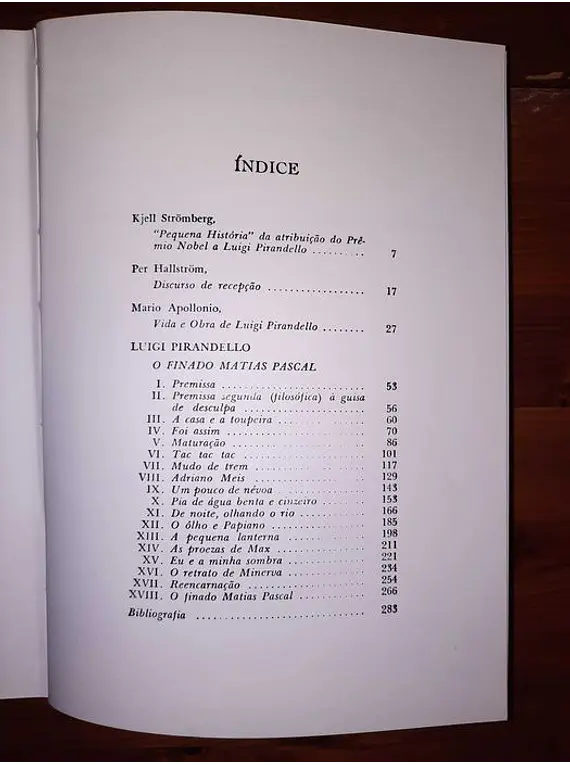 ÍNDICE
Kjell Strömberg,
"Pequena História" da atribuição do Prê-
mio Nobel a Luigi Pirandello .......... 7
Per Hallström,
Discurso de recepção .................. 17
Mario Apollonio,
Vida e Obra de Luigi Pirandello ........ 27
LUIGI PIRANDELLO
O FINADO MATIAS PASCAL
I. Premissa ........................ 53
II. Premissa segunda (filosófica) à guisa
de desculpa .................... 56
III. A casa e a toupeira .............. 60
IV. Foi assim ........................ 70
V. Maturação ........................ 86
VI. Tac tac tac ...................... 101
VII. Mudo de trem .................... 117
VIII. Adriano Meis .................... 129
IX. Um pouco de névoa .............. 143
X. Pia de água benta e cinzeiro ...... 153
XI. De noite, olhando o rio .......... 166
XII. O ôlho e Papiano ................ 185
XIII. A pequena lanterna .............. 198
XIV. As proezas de Max .............. 211
XV. Eu e a minha sombra ............ 221
XVI. O retrato de Minerva ............ 234
XVII. Reencarnação .................... 254
XVIII. O finado Matias Pascal .......... 266
Bibliografia .............................. 283